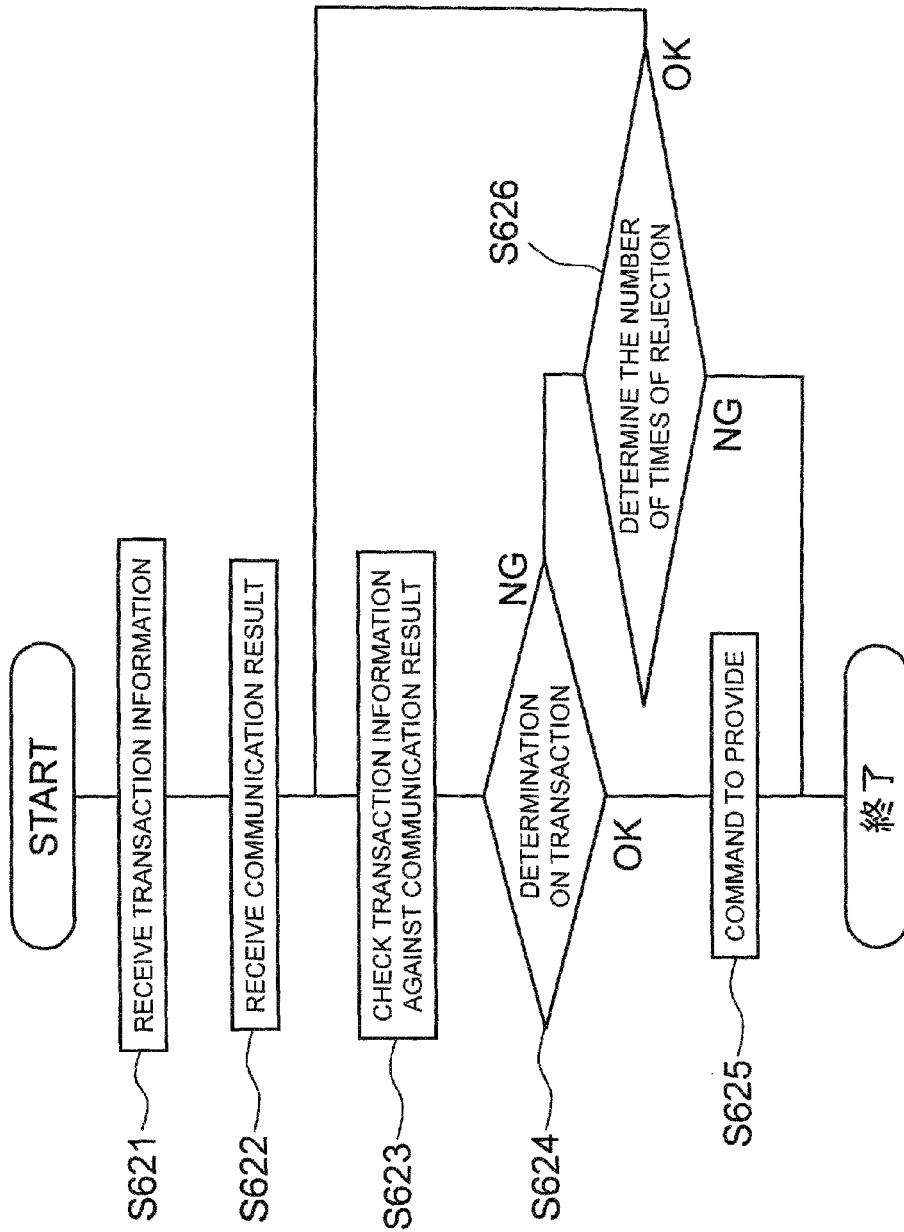 START
S621
RECEIVE TRANSACTION INFORMATION
S622
RECEIVE COMMUNICATION RESULT
S623
CHECK TRANSACTION INFORMATION
AGAINST COMMUNICATION RESULT
S624
DETERMINATION
ON TRANSACTION
NG
OK
S626
DETERMINE THE NUMBER
OF TIMES OF REJECTION
OK
NG
S625
COMMAND TO PROVIDE
終了